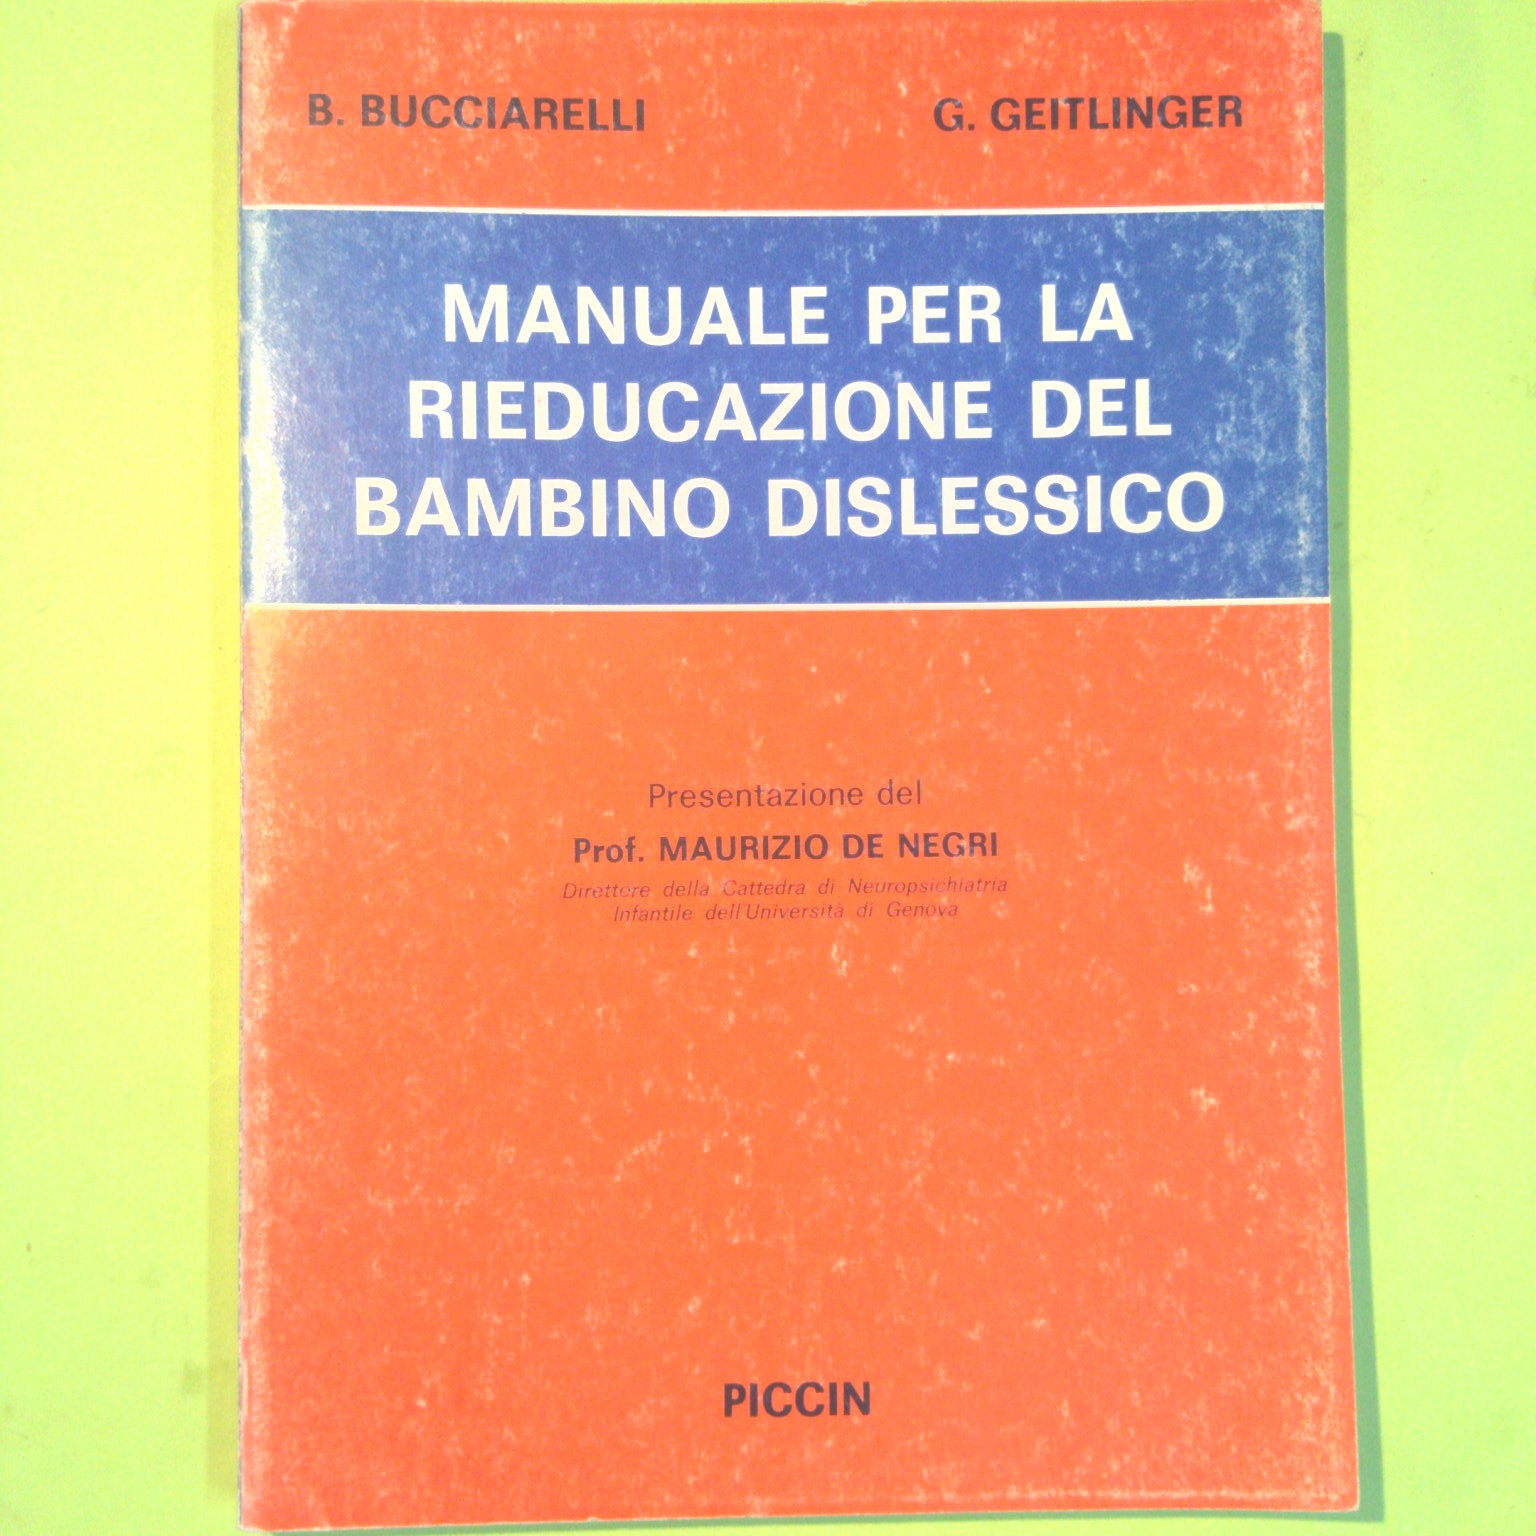 B. BUCCIARELLI G. GEITLINGER
MANUALE PER LA
RIEDUCAZIONE DEL
BAMBINO DISLESSICO
Presentazione del
Prof. MAURIZIO DE NEGRI
Direttore della Cattedra di Neuropsichiatria
Infantile dell'Università di Genova
PICCIN